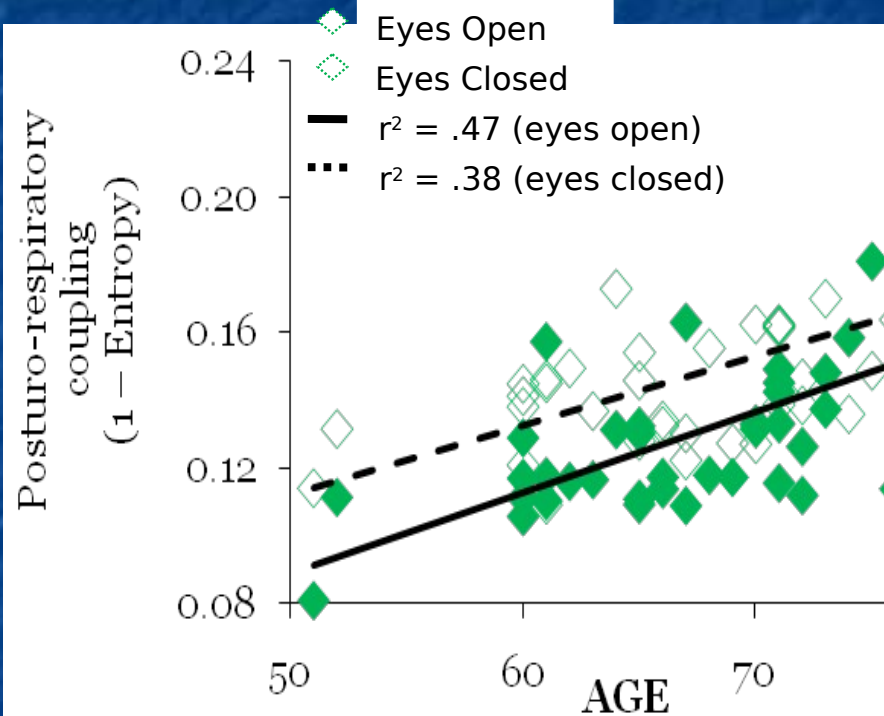 Eyes Open
Eyes Closed
r² = .47 (eyes open)
r² = .38 (eyes closed)
Posturo-respiratory
coupling
(1 – Entropy)
0.24
0.20
0.16
0.12
0.08
50 60 70
AGE